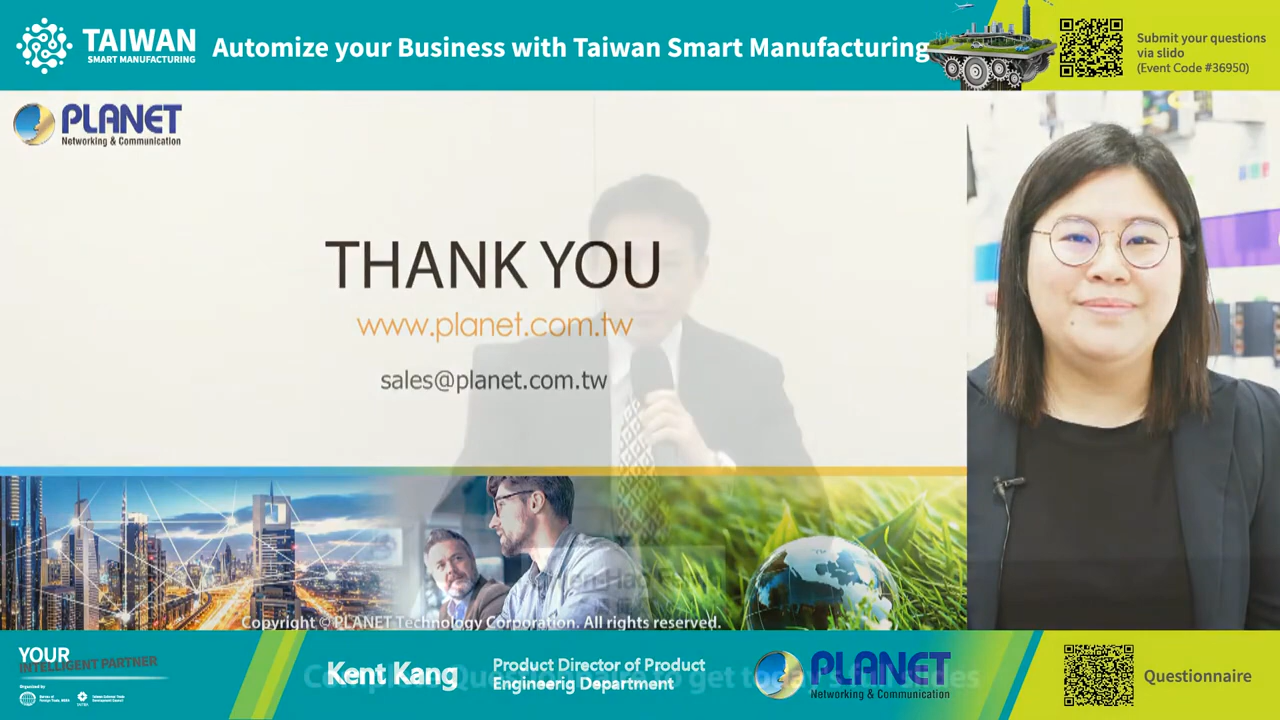 TAIWAN
SMART MANUFACTURING
Automize your Business with Taiwan Smart Manufacturing
Submit your questions
via slido
(Event Code #36950)
PLANET
Networking & Communication
THANK YOU
www.planet.com.tw
sales@planet.com.tw
Copyright © PLANET Technology Corporation. All rights reserved.
YOUR
INTELLIGENT PARTNER
Organized by
Kent Kang
Product Director of Product
Engineerig Department
PLANET
Networking & Communication
Questionnaire